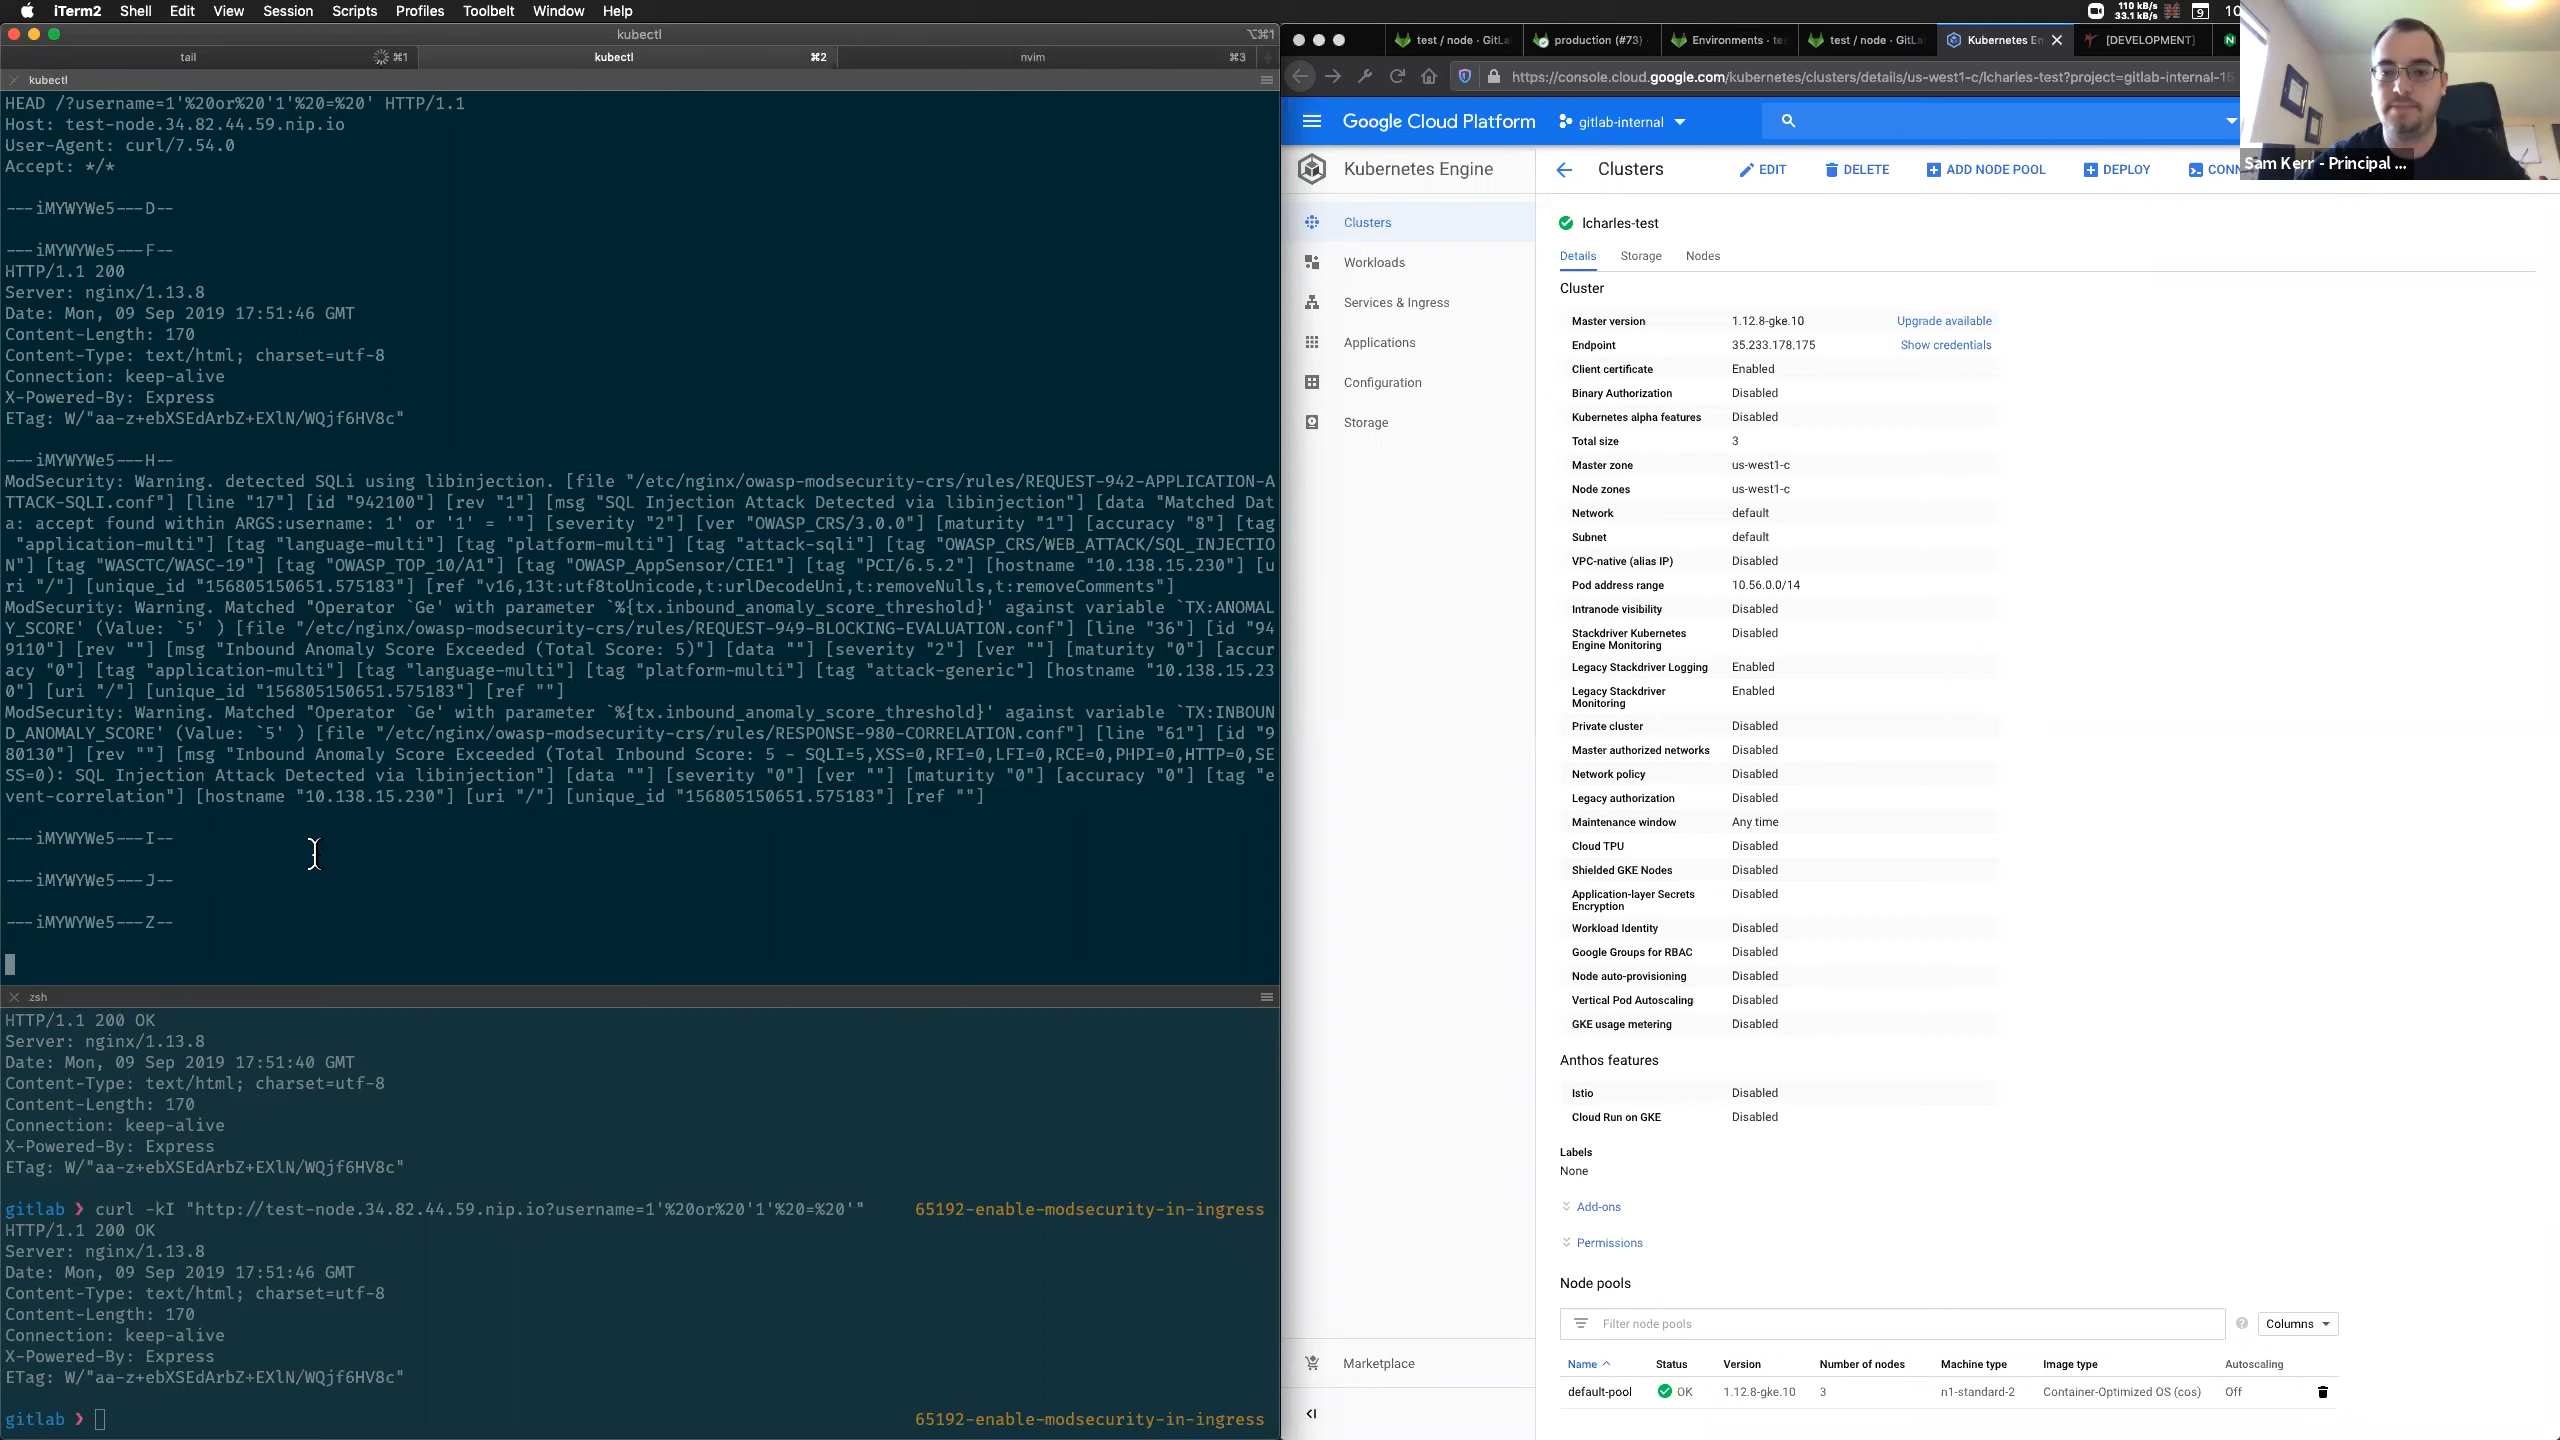 iTerm2 Shell Edit View Session Scripts Profiles Toolbelt Window Help
110 kB/s
33.1 kB/s
9
10
kubectl
⌥⌘1
tail ⌘1 kubectl ⌘2 nvim ⌘3
kubectl
HEAD /?username=1'%20or%20'1'%20=%20' HTTP/1.1
Host: test-node.34.82.44.59.nip.io
User-Agent: curl/7.54.0
Accept: */*
---iMYWYWe5---D--
---iMYWYWe5---F--
HTTP/1.1 200
Server: nginx/1.13.8
Date: Mon, 09 Sep 2019 17:51:46 GMT
Content-Length: 170
Content-Type: text/html; charset=utf-8
Connection: keep-alive
X-Powered-By: Express
ETag: W/"aa-z+ebXSEdArbZ+EXlN/WQjf6HV8c"
---iMYWYWe5---H--
ModSecurity: Warning. detected SQLi using libinjection. [file "/etc/nginx/owasp-modsecurity-crs/rules/REQUEST-942-APPLICATION-A
TTACK-SQLI.conf"] [line "17"] [id "942100"] [rev "1"] [msg "SQL Injection Attack Detected via libinjection"] [data "Matched Dat
a: accept found within ARGS:username: 1' or '1' = '"] [severity "2"] [ver "OWASP_CRS/3.0.0"] [maturity "1"] [accuracy "8"] [tag
"application-multi"] [tag "language-multi"] [tag "platform-multi"] [tag "attack-sqli"] [tag "OWASP_CRS/WEB_ATTACK/SQL_INJECTIO
N"] [tag "WASCTC/WASC-19"] [tag "OWASP_TOP_10/A1"] [tag "OWASP_AppSensor/CIE1"] [tag "PCI/6.5.2"] [hostname "10.138.15.230"] [u
ri "/"] [unique_id "156805150651.575183"] [ref "v16,13t:utf8toUnicode,t:urlDecodeUni,t:removeNulls,t:removeComments"]
ModSecurity: Warning. Matched "Operator `Ge' with parameter `%{tx.inbound_anomaly_score_threshold}' against variable `TX:ANOMAL
Y_SCORE' (Value: `5' ) [file "/etc/nginx/owasp-modsecurity-crs/rules/REQUEST-949-BLOCKING-EVALUATION.conf"] [line "36"] [id "94
9110"] [rev ""] [msg "Inbound Anomaly Score Exceeded (Total Score: 5)"] [data ""] [severity "2"] [ver ""] [maturity "0"] [accur
acy "0"] [tag "application-multi"] [tag "language-multi"] [tag "platform-multi"] [tag "attack-generic"] [hostname "10.138.15.23
0"] [uri "/"] [unique_id "156805150651.575183"] [ref ""]
ModSecurity: Warning. Matched "Operator `Ge' with parameter `%{tx.inbound_anomaly_score_threshold}' against variable `TX:INBOUN
D_ANOMALY_SCORE' (Value: `5' ) [file "/etc/nginx/owasp-modsecurity-crs/rules/RESPONSE-980-CORRELATION.conf"] [line "61"] [id "9
80130"] [rev ""] [msg "Inbound Anomaly Score Exceeded (Total Inbound Score: 5 - SQLI=5,XSS=0,RFI=0,LFI=0,RCE=0,PHPI=0,HTTP=0,SE
SS=0): SQL Injection Attack Detected via libinjection"] [data ""] [severity "0"] [ver ""] [maturity "0"] [accuracy "0"] [tag "e
vent-correlation"] [hostname "10.138.15.230"] [uri "/"] [unique_id "156805150651.575183"] [ref ""]
---iMYWYWe5---I--
---iMYWYWe5---J--
---iMYWYWe5---Z--
zsh
HTTP/1.1 200 OK
Server: nginx/1.13.8
Date: Mon, 09 Sep 2019 17:51:40 GMT
Content-Type: text/html; charset=utf-8
Content-Length: 170
Connection: keep-alive
X-Powered-By: Express
ETag: W/"aa-z+ebXSEdArbZ+EXlN/WQjf6HV8c"
gitlab ❯ curl -kI "http://test-node.34.82.44.59.nip.io?username=1'%20or%20'1'%20=%20'" 65192-enable-modsecurity-in-ingress
HTTP/1.1 200 OK
Server: nginx/1.13.8
Date: Mon, 09 Sep 2019 17:51:46 GMT
Content-Type: text/html; charset=utf-8
Content-Length: 170
Connection: keep-alive
X-Powered-By: Express
ETag: W/"aa-z+ebXSEdArbZ+EXlN/WQjf6HV8c"
gitlab ❯ 65192-enable-modsecurity-in-ingress
test / node · GitLa production (#73) · Environments · te test / node · GitLa Kubernetes En [DEVELOPMENT]
https://console.cloud.google.com/kubernetes/clusters/details/us-west1-c/lcharles-test?project=gitlab-internal-15
Google Cloud Platform gitlab-internal
Sam Kerr - Principal ...
Kubernetes Engine
Clusters
Workloads
Services & Ingress
Applications
Configuration
Storage
Marketplace
Clusters EDIT DELETE ADD NODE POOL DEPLOY CONN
lcharles-test
Details Storage Nodes
Cluster
Master version 1.12.8-gke.10 Upgrade available
Endpoint 35.233.178.175 Show credentials
Client certificate Enabled
Binary Authorization Disabled
Kubernetes alpha features Disabled
Total size 3
Master zone us-west1-c
Node zones us-west1-c
Network default
Subnet default
VPC-native (alias IP) Disabled
Pod address range 10.56.0.0/14
Intranode visibility Disabled
Stackdriver Kubernetes Disabled
Engine Monitoring
Legacy Stackdriver Logging Enabled
Legacy Stackdriver Enabled
Monitoring
Private cluster Disabled
Master authorized networks Disabled
Network policy Disabled
Legacy authorization Disabled
Maintenance window Any time
Cloud TPU Disabled
Shielded GKE Nodes Disabled
Application-layer Secrets Disabled
Encryption
Workload Identity Disabled
Google Groups for RBAC Disabled
Node auto-provisioning Disabled
Vertical Pod Autoscaling Disabled
GKE usage metering Disabled
Anthos features
Istio Disabled
Cloud Run on GKE Disabled
Labels
None
Add-ons
Permissions
Node pools
Filter node pools Columns
Name Status Version Number of nodes Machine type Image type Autoscaling
default-pool OK 1.12.8-gke.10 3 n1-standard-2 Container-Optimized OS (cos) Off